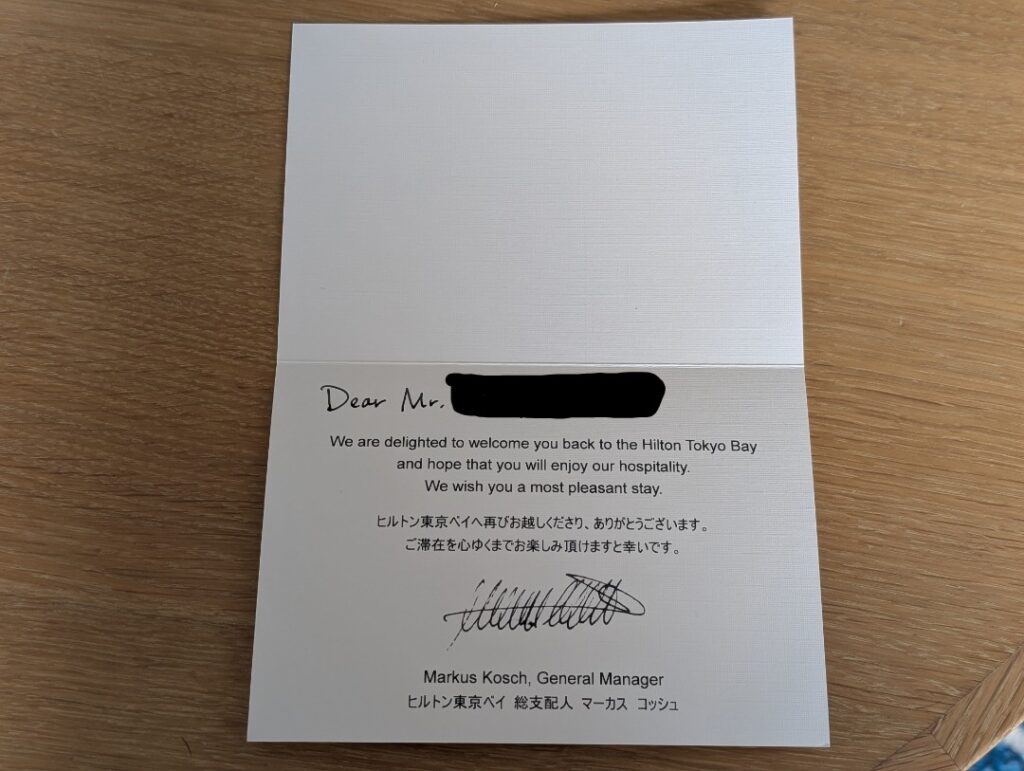 Dear Mr.
We are delighted to welcome you back to the Hilton Tokyo Bay
and hope that you will enjoy our hospitality.
We wish you a most pleasant stay.
ヒルトン東京ベイへ再びお越しくださり、ありがとうございます。
ご滞在を心ゆくまでお楽しみ頂けますと幸いです。
Markus Kosch, General Manager
ヒルトン東京ベイ 総支配人 マーカス コッシュ